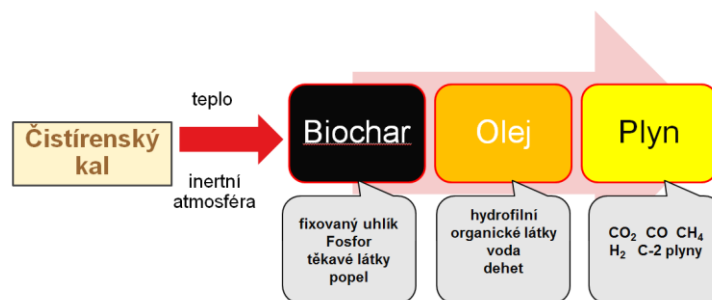 Čistírenský
kal
teplo
inertní
atmosféra
Biochar
Olej
Plyn
fixovaný uhlík
Fosfor
těkavé látky
popel
hydrofilní
organické látky
voda
dehet
CO₂ CO CH₄
H₂ C-2 plyny